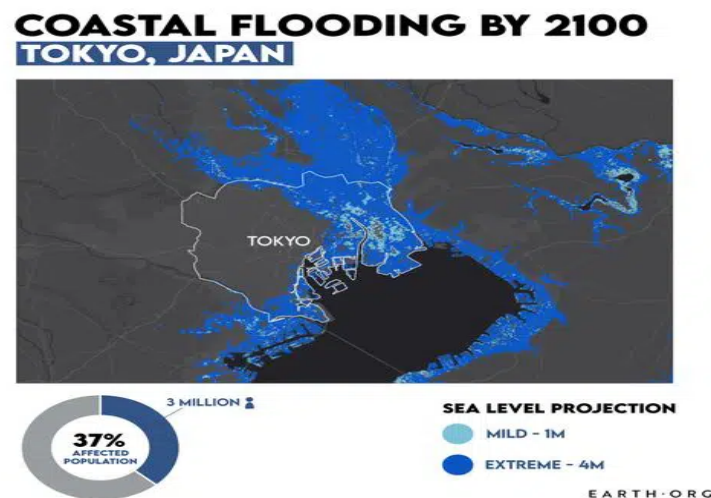 COASTAL FLOODING BY 2100
TOKYO, JAPAN
TOKYO
3 MILLION
37%
AFFECTED
POPULATION
SEA LEVEL PROJECTION
MILD - 1M
EXTREME - 4M
EARTH·ORG